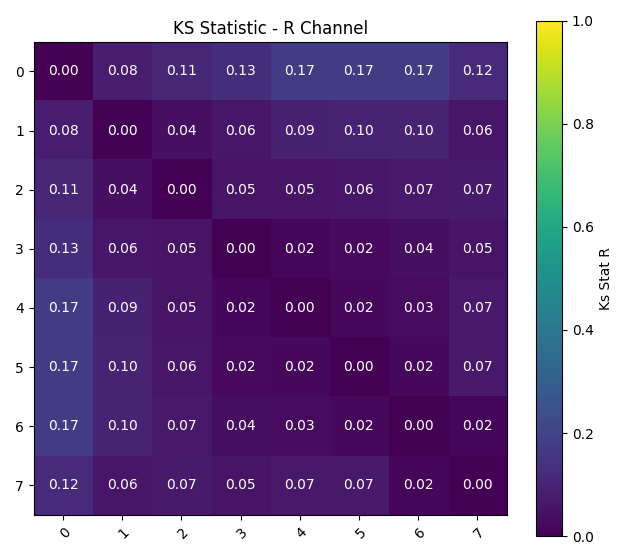 KS Statistic - R Channel
0 0.00 0.08 0.11 0.13 0.17 0.17 0.17 0.12
1 0.08 0.00 0.04 0.06 0.09 0.10 0.10 0.06
2 0.11 0.04 0.00 0.05 0.05 0.06 0.07 0.07
3 0.13 0.06 0.05 0.00 0.02 0.02 0.04 0.05
4 0.17 0.09 0.05 0.02 0.00 0.02 0.03 0.07
5 0.17 0.10 0.06 0.02 0.02 0.00 0.02 0.07
6 0.17 0.10 0.07 0.04 0.03 0.02 0.00 0.02
7 0.12 0.06 0.07 0.05 0.07 0.07 0.02 0.00
0 1 2 3 4 5 6 7
1.0
0.8
0.6
0.4
0.2
0.0
Ks Stat R